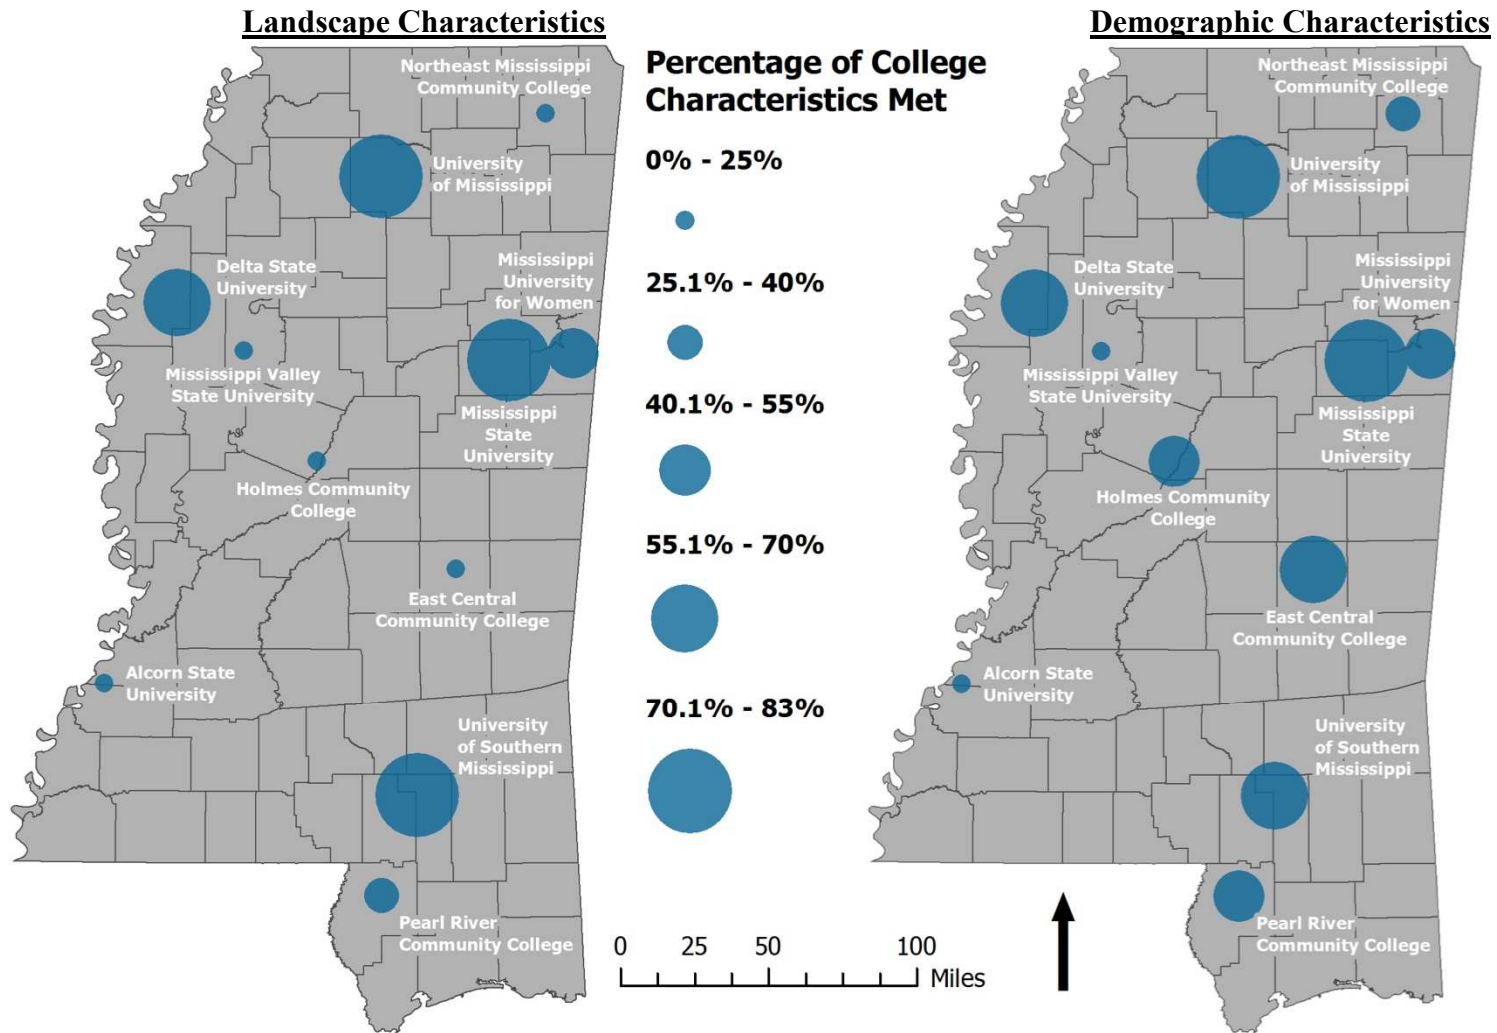 Landscape Characteristics
Demographic Characteristics
Northeast Mississippi
Community College
University
of Mississippi
Delta State
University
Mississippi
University
for Women
Mississippi Valley
State University
Mississippi
State
University
Holmes Community
College
East Central
Community College
Alcorn State
University
University
of Southern
Mississippi
Pearl River
Community College
Percentage of College
Characteristics Met
0% - 25%
25.1% - 40%
40.1% - 55%
55.1% - 70%
70.1% - 83%
0 25 50 100
Miles
Northeast Mississippi
Community College
University
of Mississippi
Delta State
University
Mississippi
University
for Women
Mississippi Valley
State University
Mississippi
State
University
Holmes Community
College
East Central
Community College
Alcorn State
University
University
of Southern
Mississippi
Pearl River
Community College